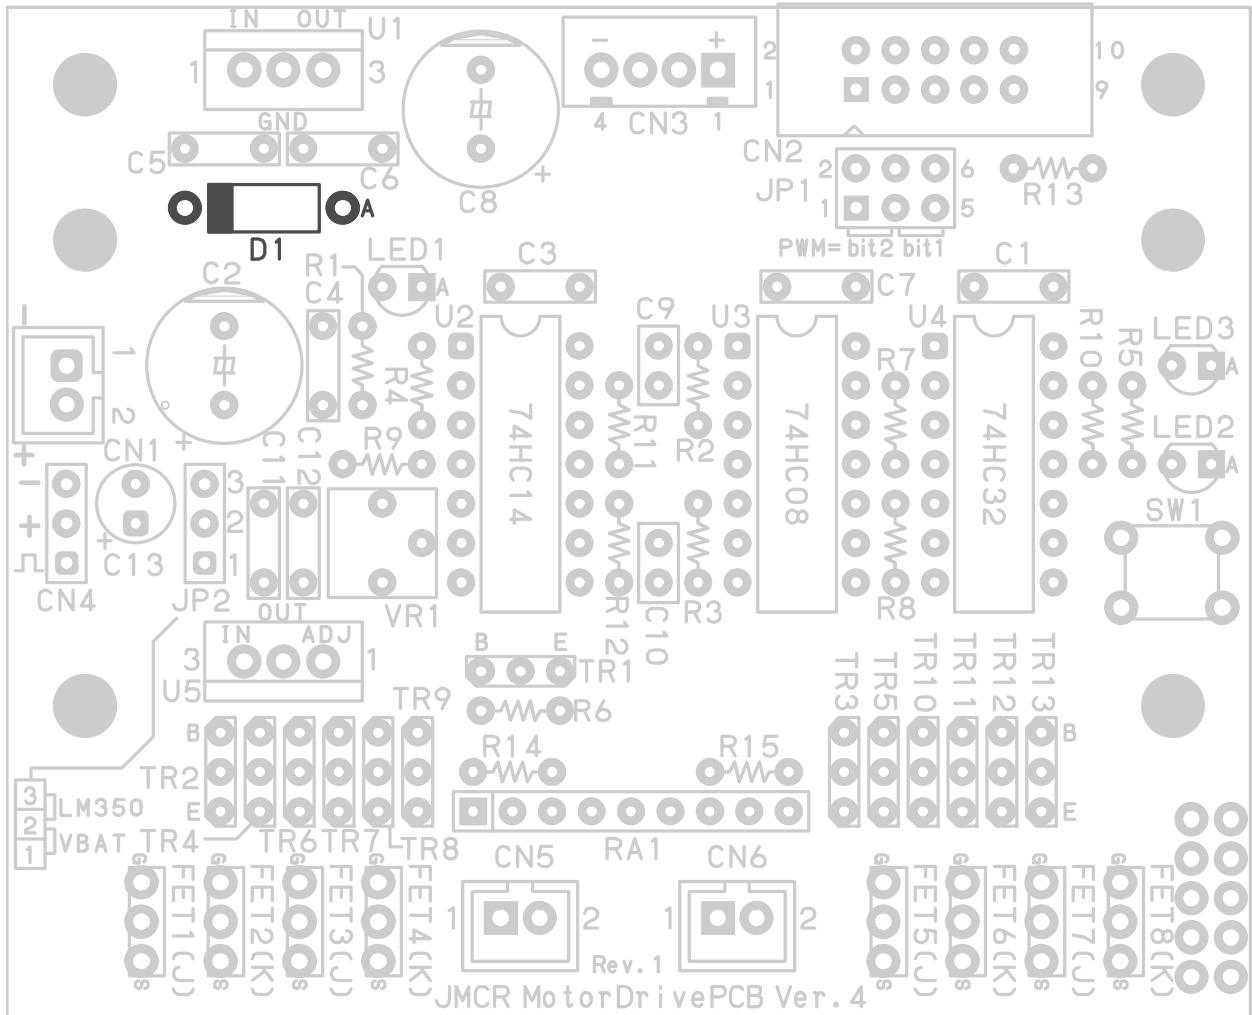 IN OUT U1
1 3
GND
C5 C6
A
D1
C8
+
- +
4 CN3 1
2 10
1 9
CN2
JP1 2 6
1 5
PWM= bit2 bit1
R13
LED1
A
R1
C4
C2
C3
C7
C1
U2
C9
U3
U4
R7
R10
R5
LED3
A
LED2
A
-
1
2
+
CN1
+
R4
R9
C11
C12
74HC14
R11
R2
74HC08
74HC32
SW1
-
+
CN4
+
C13
3
2
1
JP2
VR1
R12
C10
R3
R8
OUT
IN ADJ
3 1
U5
B E
TR1
R6
TR9
TR3
TR5
TR10
TR11
TR12
TR13
B
TR2
E
B
E
R14
R15
3 LM350
2
VBAT
1
TR4 TR6 TR7 TR8
RA1
CN5
1 2
CN6
1 2
G
FET1(J)
S
G
FET2(K)
S
G
FET3(J)
S
G
FET4(K)
S
G
FET5(J)
S
G
FET6(K)
S
G
FET7(J)
S
G
FET8(K)
S
Rev.1
JMCR MotorDrivePCB Ver.4